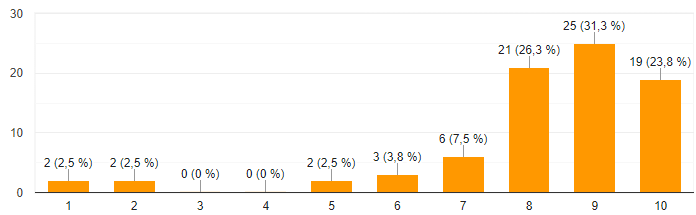 30
20
10
0
2 (2,5 %)
2 (2,5 %)
0 (0 %)
0 (0 %)
2 (2,5 %)
3 (3,8 %)
6 (7,5 %)
21 (26,3 %)
25 (31,3 %)
19 (23,8 %)
1 2 3 4 5 6 7 8 9 10